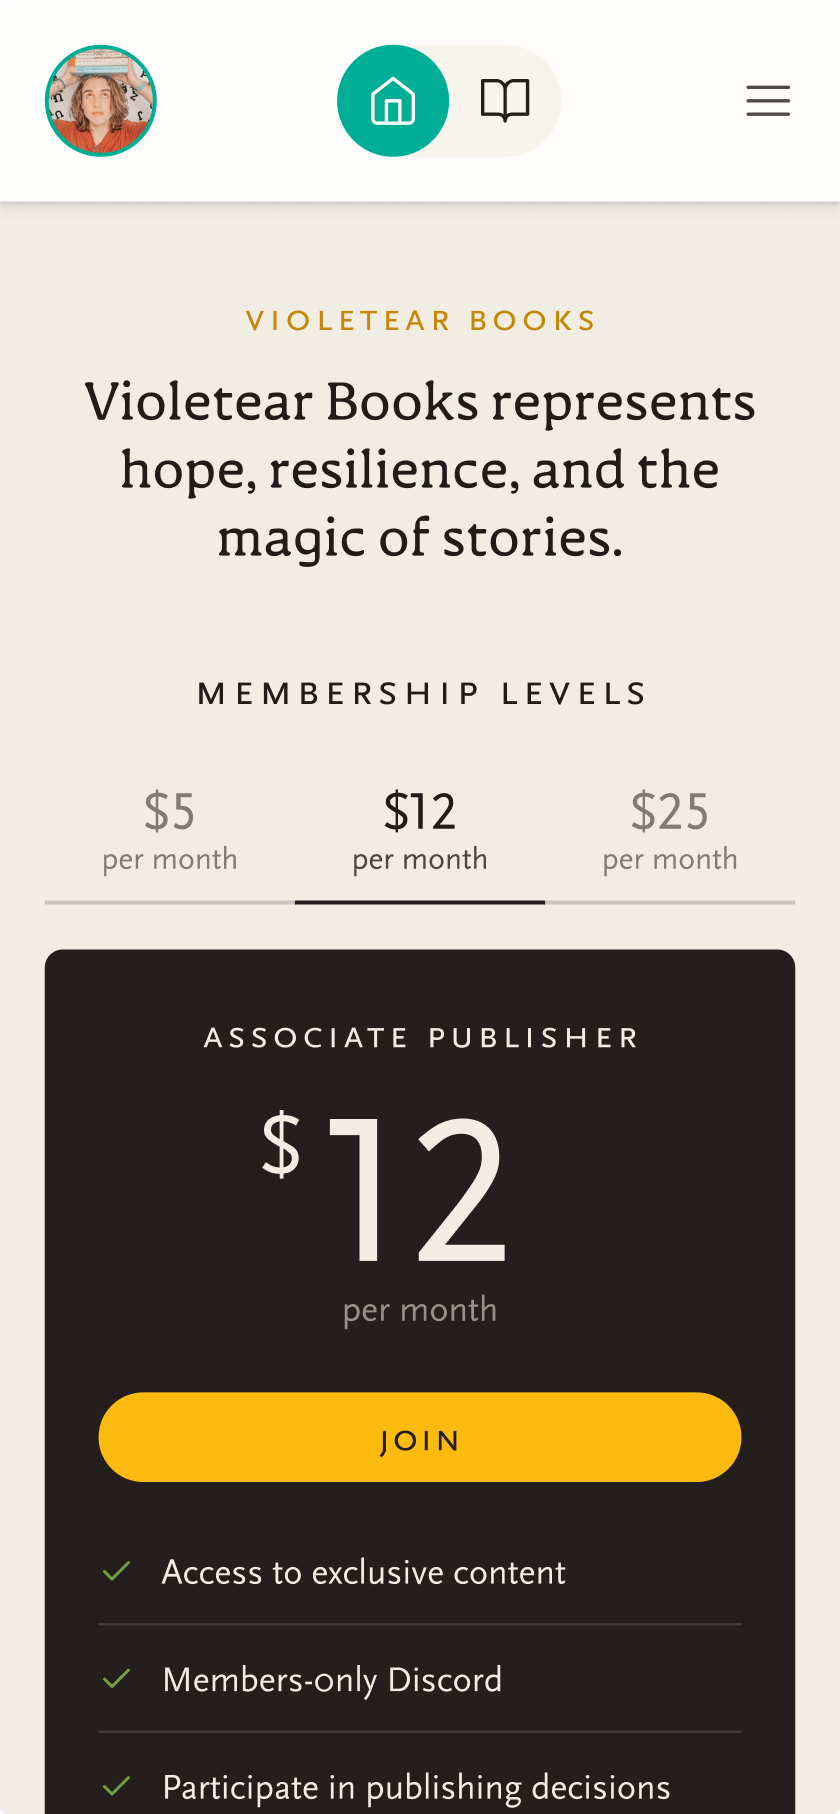 VIOLETEAR BOOKS
Violetear Books represents
hope, resilience, and the
magic of stories.
MEMBERSHIP LEVELS
$5
per month
$12
per month
$25
per month
ASSOCIATE PUBLISHER
$12
per month
JOIN
Access to exclusive content
Members-only Discord
Participate in publishing decisions